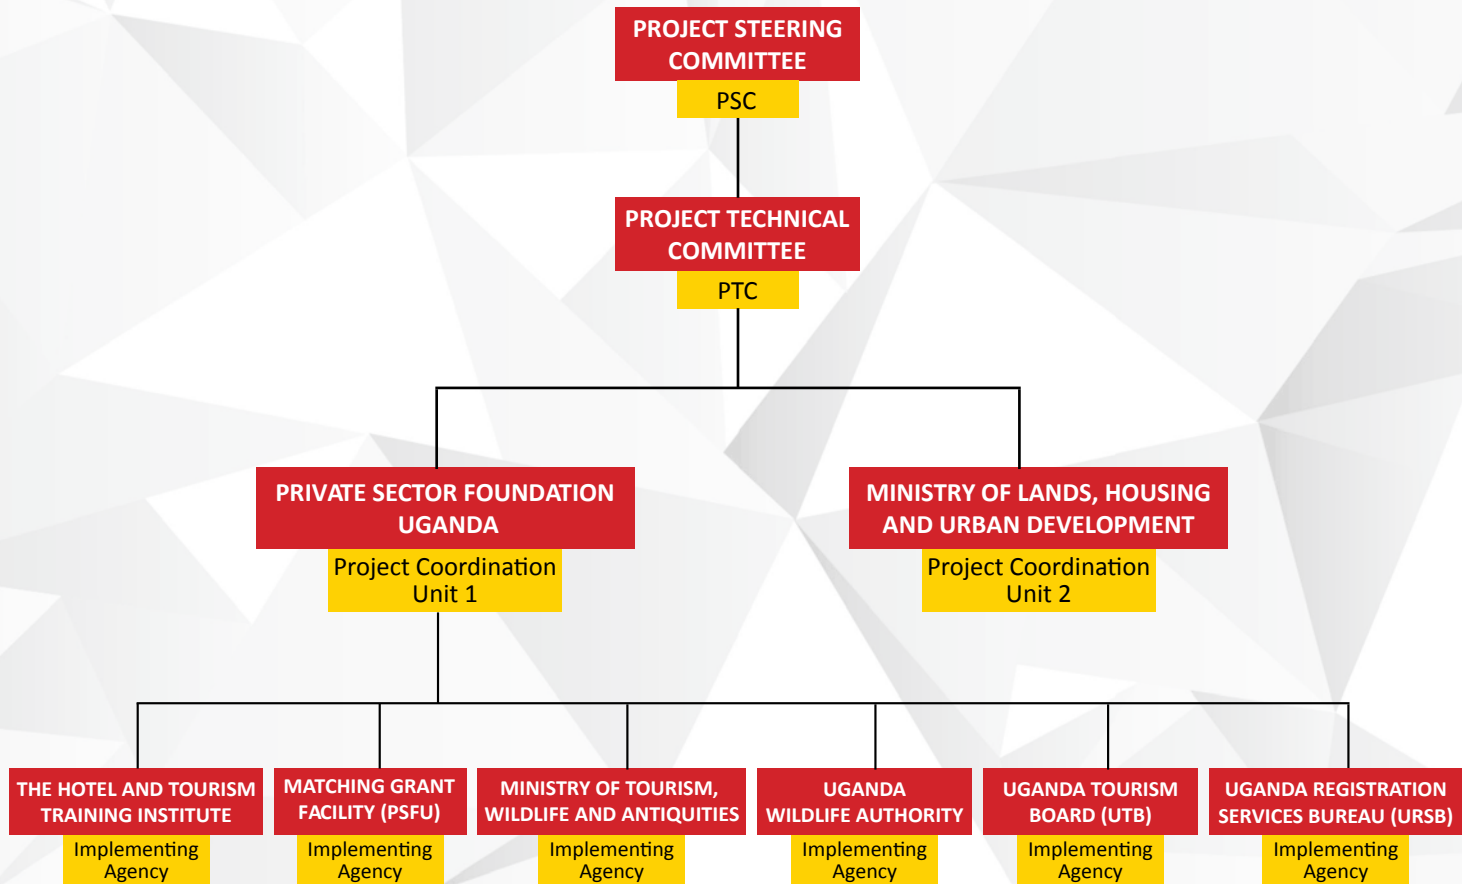 PROJECT STEERING
COMMITTEE
PSC
PROJECT TECHNICAL
COMMITTEE
PTC
PRIVATE SECTOR FOUNDATION
UGANDA
Project Coordination
Unit 1
MINISTRY OF LANDS, HOUSING
AND URBAN DEVELOPMENT
Project Coordination
Unit 2
THE HOTEL AND TOURISM
TRAINING INSTITUTE
Implementing
Agency
MATCHING GRANT
FACILITY (PSFU)
Implementing
Agency
MINISTRY OF TOURISM,
WILDLIFE AND ANTIQUITIES
Implementing
Agency
UGANDA
WILDLIFE AUTHORITY
Implementing
Agency
UGANDA TOURISM
BOARD (UTB)
Implementing
Agency
UGANDA REGISTRATION
SERVICES BUREAU (URSB)
Implementing
Agency